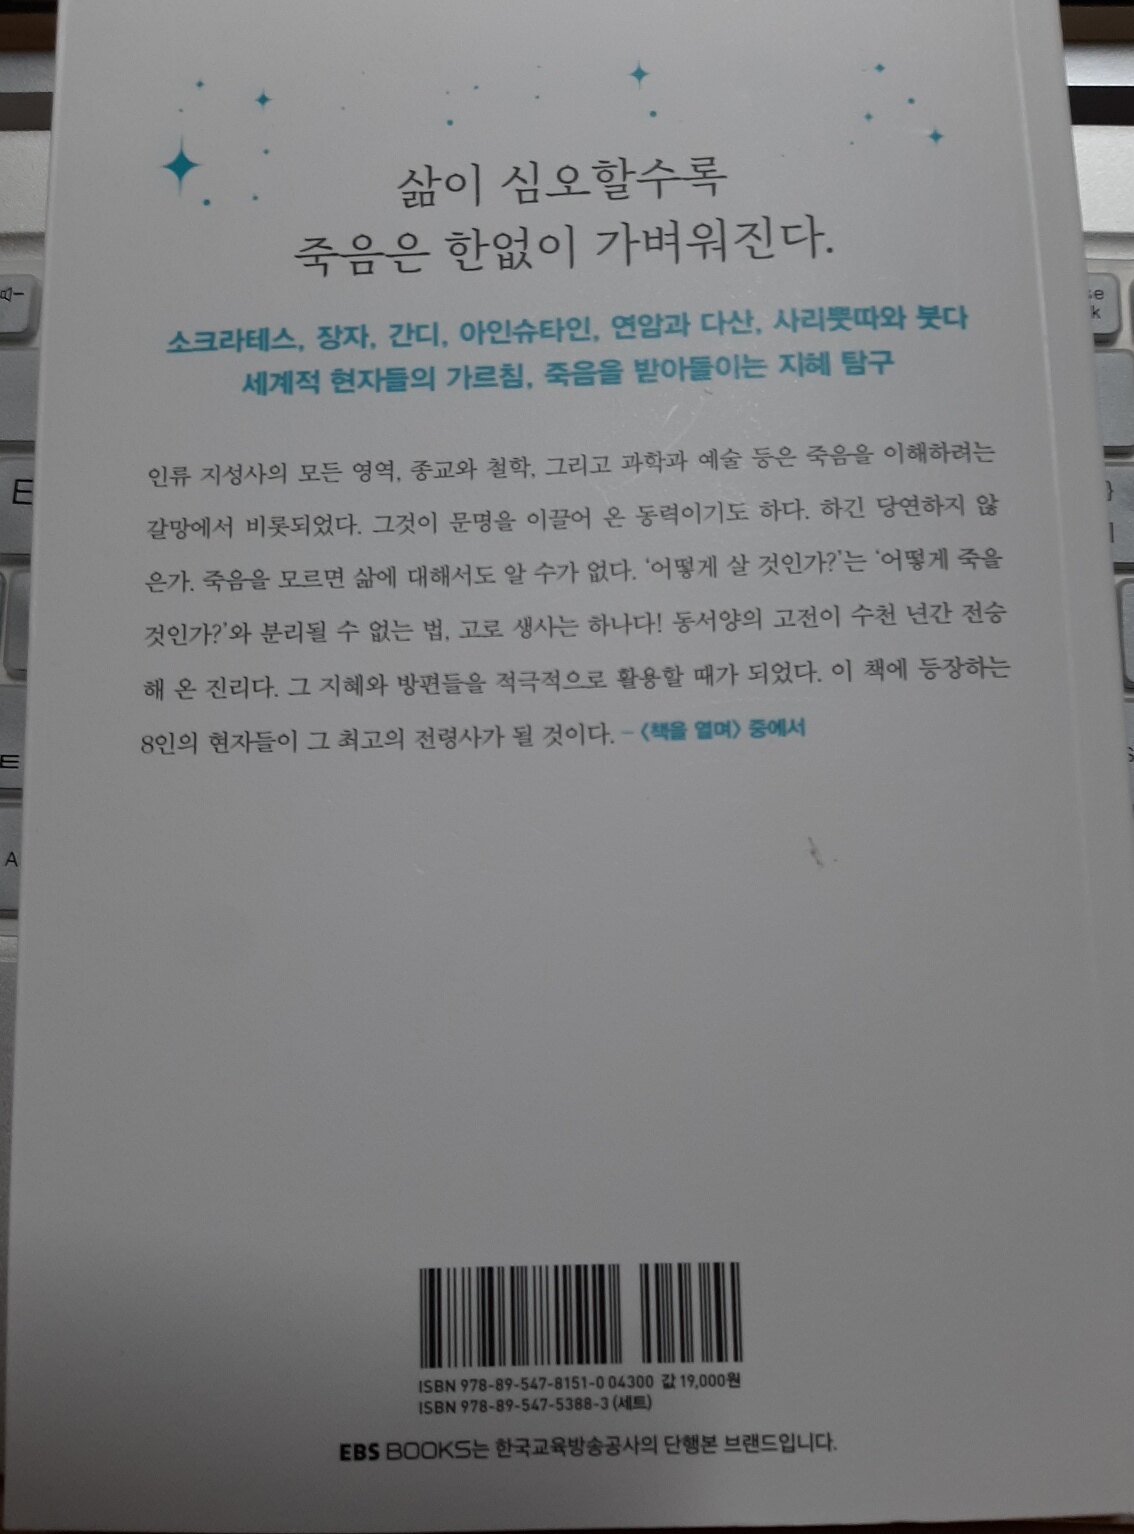 삶이 심오할수록
죽음은 한없이 가벼워진다.
소크라테스, 장자, 간디, 아인슈타인, 연암과 다산, 사리뿟따와 붓다
세계적 현자들의 가르침, 죽음을 받아들이는 지혜 탐구
인류 지성사의 모든 영역, 종교와 철학, 그리고 과학과 예술 등은 죽음을 이해하려는
갈망에서 비롯되었다. 그것이 문명을 이끌어 온 동력이기도 하다. 하긴 당연하지 않
은가. 죽음을 모르면 삶에 대해서도 알 수가 없다. ‘어떻게 살 것인가?’는 ‘어떻게 죽을
것인가?’와 분리될 수 없는 법, 고로 생사는 하나다! 동서양의 고전이 수천 년간 전승
해 온 진리다. 그 지혜와 방편들을 적극적으로 활용할 때가 되었다. 이 책에 등장하는
8인의 현자들이 그 최고의 전령사가 될 것이다. – 〈책을 열며〉 중에서
ISBN 978-89-547-8151-0 04300 값 19,000원
ISBN 978-89-547-5388-3 (세트)
EBS BOOKS는 한국교육방송공사의 단행본 브랜드입니다.
E
ㅌ
A